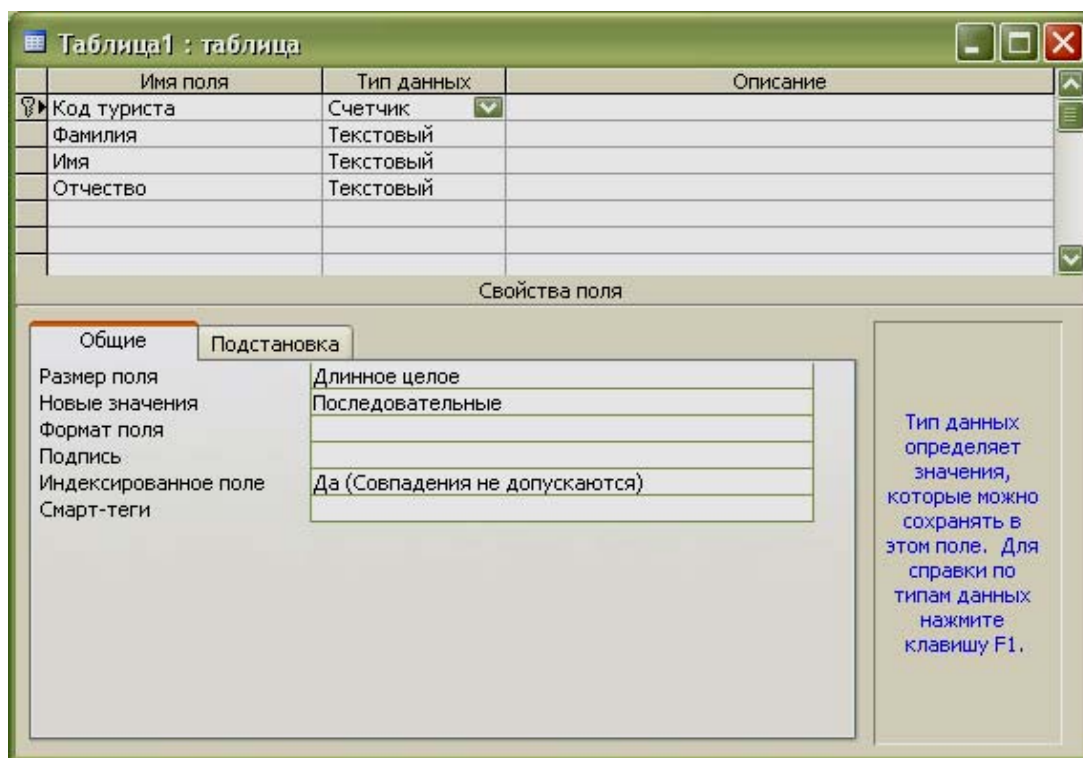 Таблица1 : таблица
Имя поля Тип данных Описание
Код туриста Счетчик
Фамилия Текстовый
Имя Текстовый
Отчество Текстовый
Свойства поля
Общие Подстановка
Размер поля Длинное целое
Новые значения Последовательные
Формат поля
Подпись
Индексированное поле Да (Совпадения не допускаются)
Смарт-теги
Тип данных
определяет
значения,
которые можно
сохранять в
этом поле. Для
справки по
типам данных
нажмите
клавишу F1.